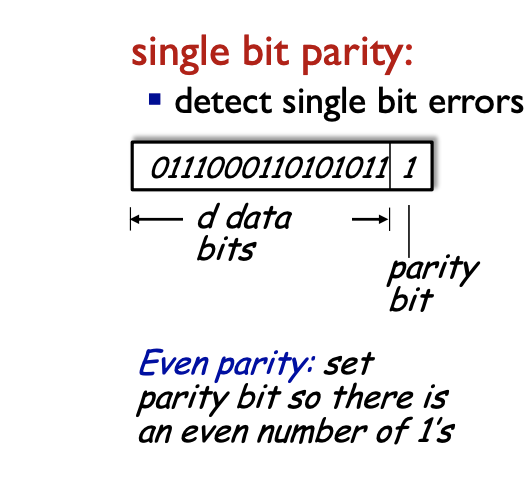 single bit parity:
▪ detect single bit errors
0111000110101011 1
d data
bits
parity
bit
Even parity: set
parity bit so there is
an even number of 1's